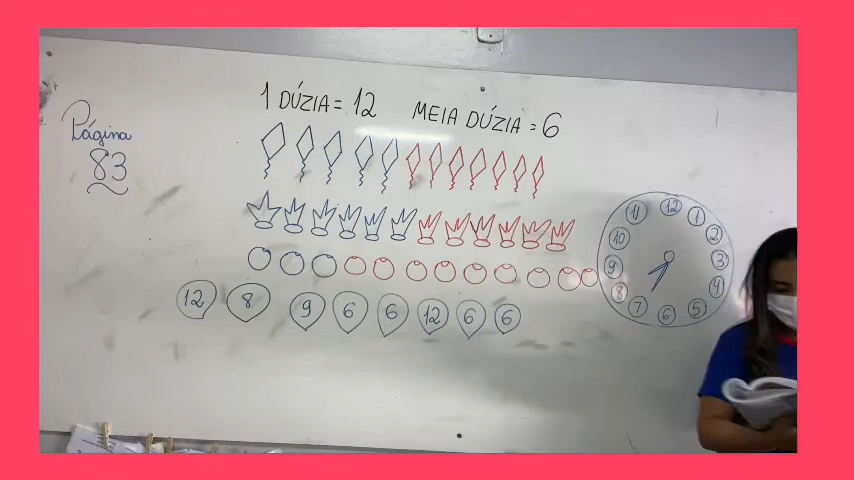 1 DÚZIA = 12 MEIA DÚZIA = 6
Página
83
12 8 9 6 6 12 6 6
11 12 1
10 2
9 3
8 4
7 6 5